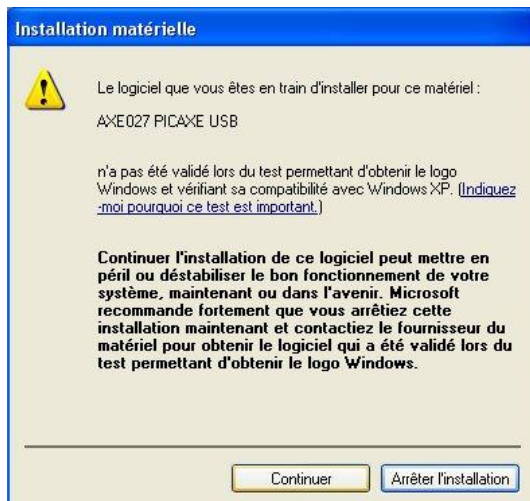 Installation matérielle
Le logiciel que vous êtes en train d'installer pour ce matériel :
AXE027 PICAXE USB
n'a pas été validé lors du test permettant d'obtenir le logo
Windows et vérifiant sa compatibilité avec Windows XP. (Indiquez
-moi pourquoi ce test est important.)
Continuer l'installation de ce logiciel peut mettre en
péril ou déstabiliser le bon fonctionnement de votre
système, maintenant ou dans l'avenir. Microsoft
recommande fortement que vous arrêtiez cette
installation maintenant et contactiez le fournisseur du
matériel pour obtenir le logiciel qui a été validé lors du
test permettant d'obtenir le logo Windows.
Continuer
Arrêter l'installation